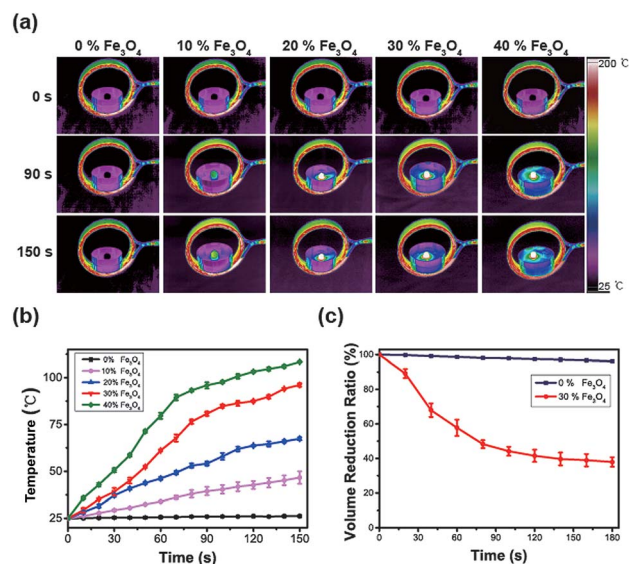 (a)
0 % Fe₃O₄ 10 % Fe₃O₄ 20 % Fe₃O₄ 30 % Fe₃O₄ 40 % Fe₃O₄
200 ℃
0 s
90 s
150 s
25 ℃
(b)
0% Fe₃O₄
10% Fe₃O₄
20% Fe₃O₄
30% Fe₃O₄
40% Fe₃O₄
Temperature (℃)
100
75
50
25
0 30 60 90 120 150
Time (s)
(c)
0 % Fe₃O₄
30 % Fe₃O₄
Volume Reduction Ratio (%)
100
80
60
40
20
0
0 30 60 90 120 150 180
Time (s)